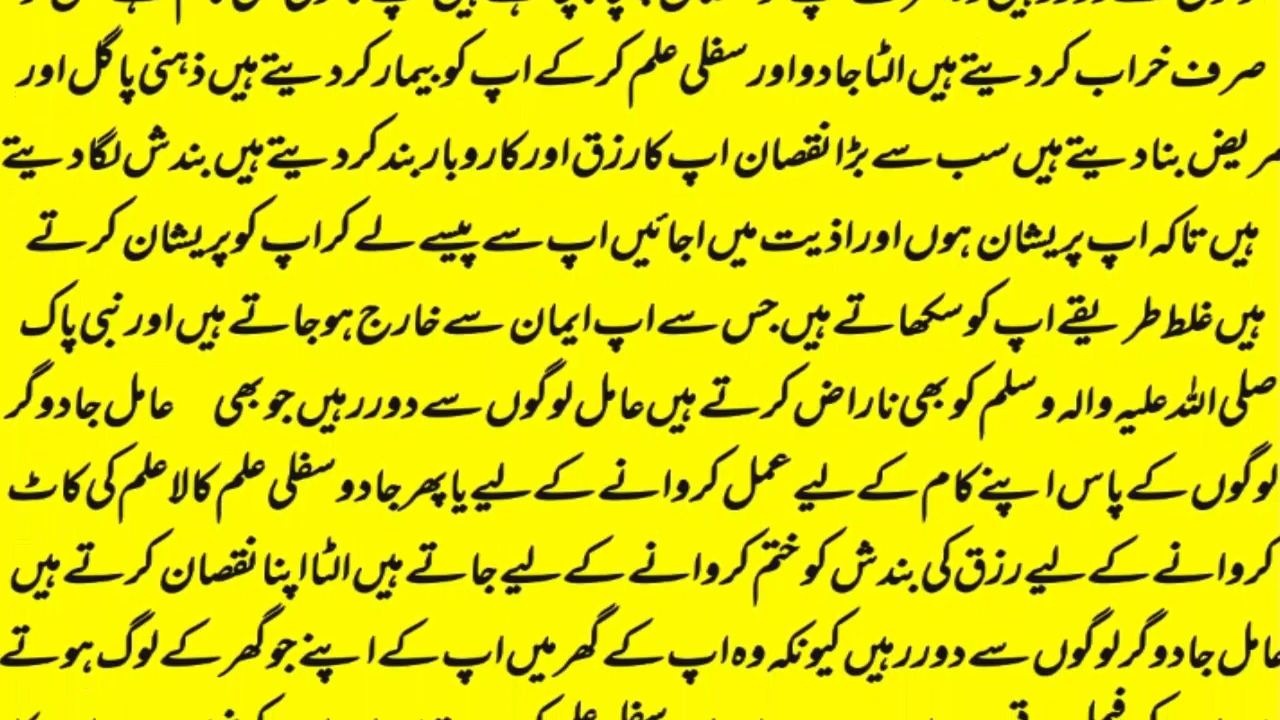 صرف خراب کر دیتے ہیں الٹا جادو اور سفلی علم کر کے اپ کو بیمار کر دیتے ہیں ذہنی پاگل اور
مریض بنا دیتے ہیں سب سے بڑا نقصان اپ کا رزق اور کاروبار بند کر دیتے ہیں بندش لگا دیتے
ہیں تاکہ اپ پریشان ہوں اور اذیت میں اجائیں اپ سے پیسے لے کر اپ کو پریشان کرتے
ہیں غلط طریقے اپ کو سکھاتے ہیں جس سے اپ ایمان سے خارج ہو جاتے ہیں اور نبی پاک
صلی اللہ علیہ والہ وسلم کو بھی ناراض کرتے ہیں عامل لوگوں سے دور رہیں جو بھی عامل جادوگر
لوگوں کے پاس اپنے کام کے لیے عمل کروانے کے لیے یا پھر جادو سفلی علم کالا علم کی کاٹ
کروانے کے لیے رزق کی بندش کو ختم کروانے کے لیے جاتے ہیں الٹا اپنا نقصان کرتے ہیں
عامل جادوگر لوگوں سے دور رہیں کیونکہ وہ اپ کے گھر میں اپ کے اپنے جو گھر کے لوگ ہوتے